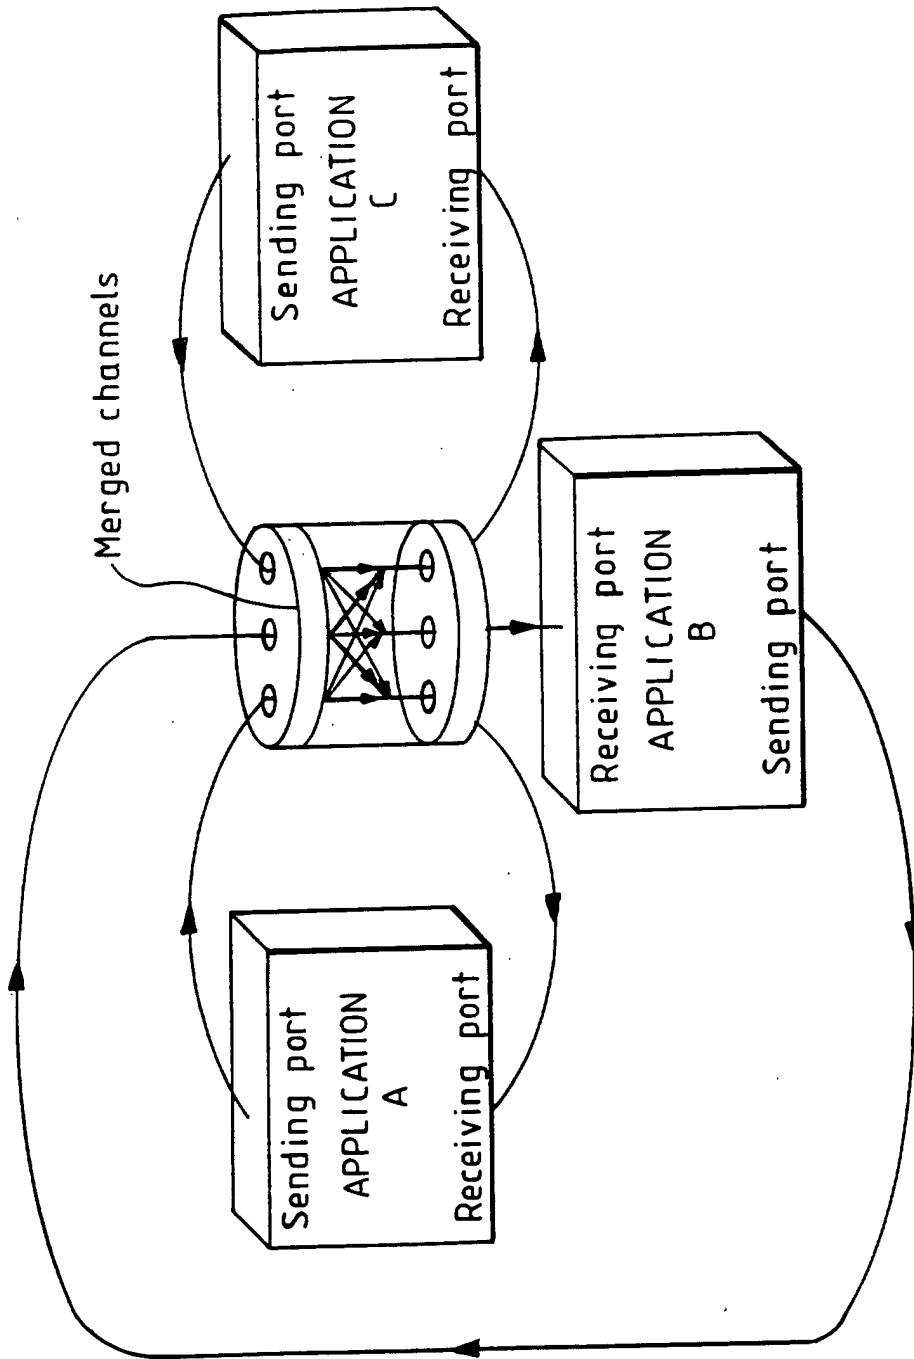 Merged channels
Sending port
APPLICATION
A
Receiving port
Receiving port
APPLICATION
B
Sending port
Sending port
APPLICATION
C
Receiving port